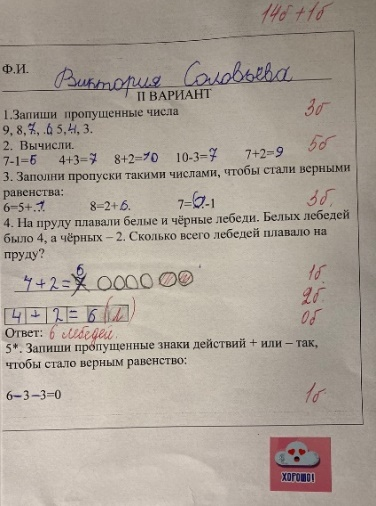 14б + 1б
Ф.И. Виктория Соловьева
II ВАРИАНТ
1.Запиши пропущенные числа 3б
9, 8, 7, 6 5, 4, 3.
2. Вычисли. 5б
7-1=6 4+3=7 8+2=10 10-3=7 7+2=9
3. Заполни пропуски такими числами, чтобы стали верными
равенства: 3б.
6=5+1. 8=2+6. 7= -1
4. На пруду плавали белые и чёрные лебеди. Белых лебедей
было 4, а чёрных – 2. Сколько всего лебедей плавало на
пруду?
4+2= 6 1б.
4 + 2 = 6 (л) 2б.
Ответ: 6 лебедей. 0б
5*. Запиши пропущенные знаки действий + или – так,
чтобы стало верным равенство:
6-3-3=0 1б
ХОРОШО!